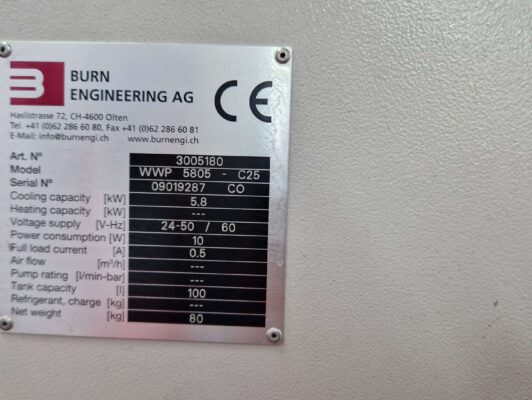 B BURN
ENGINEERING AG CE
Haslistrasse 72, CH-4600 Olten
Tel. +41 (0)62 286 60 80, Fax +41 (0)62 286 60 81
E-Mail: info@burnengi.ch www.burnengi.ch
Art. N° 3005180
Model WWP 5805 - C25
Serial N° 09019287 CO
Cooling capacity [kW] 5.8
Heating capacity [kW] ---
Voltage supply [V-Hz] 24-50 / 60
Power consumption [W] 10
Full load current [A] 0.5
Air flow [m³/h] ---
Pump rating [l/min-bar] ---
Tank capacity [l] 100
Refrigerant, charge [kg] ---
Net weight [kg] 80